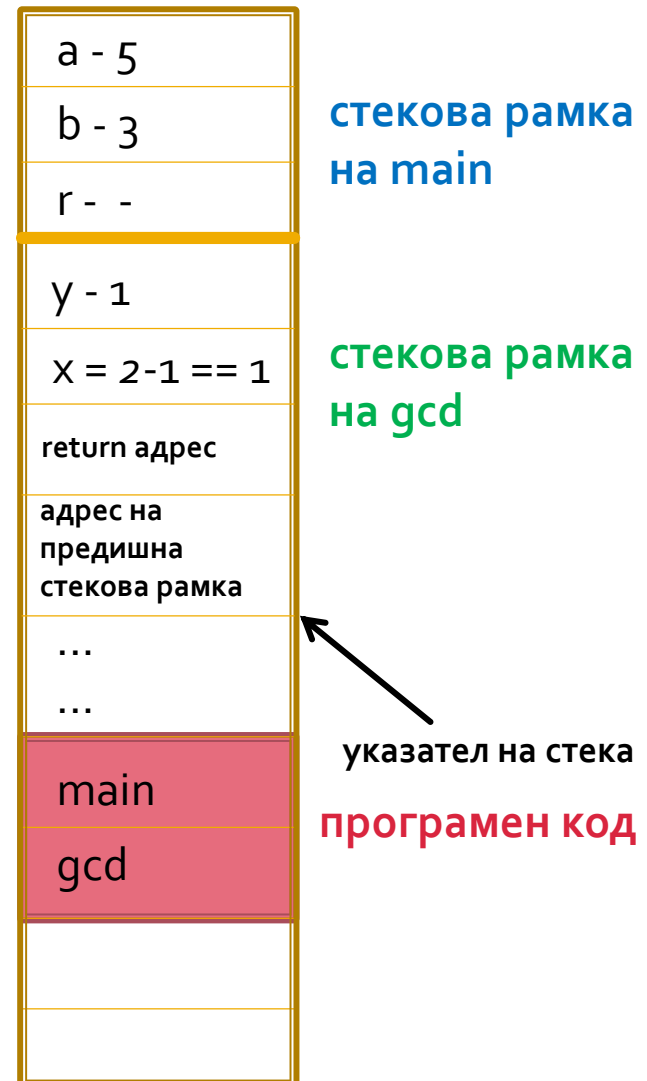 a - 5
b - 3
r - -
стекова рамка
на main
y - 1
x = 2-1 == 1
return адрес
адрес на
предишна
стекова рамка
стекова рамка
на gcd
...
...
указател на стека
main
gcd
програмен код